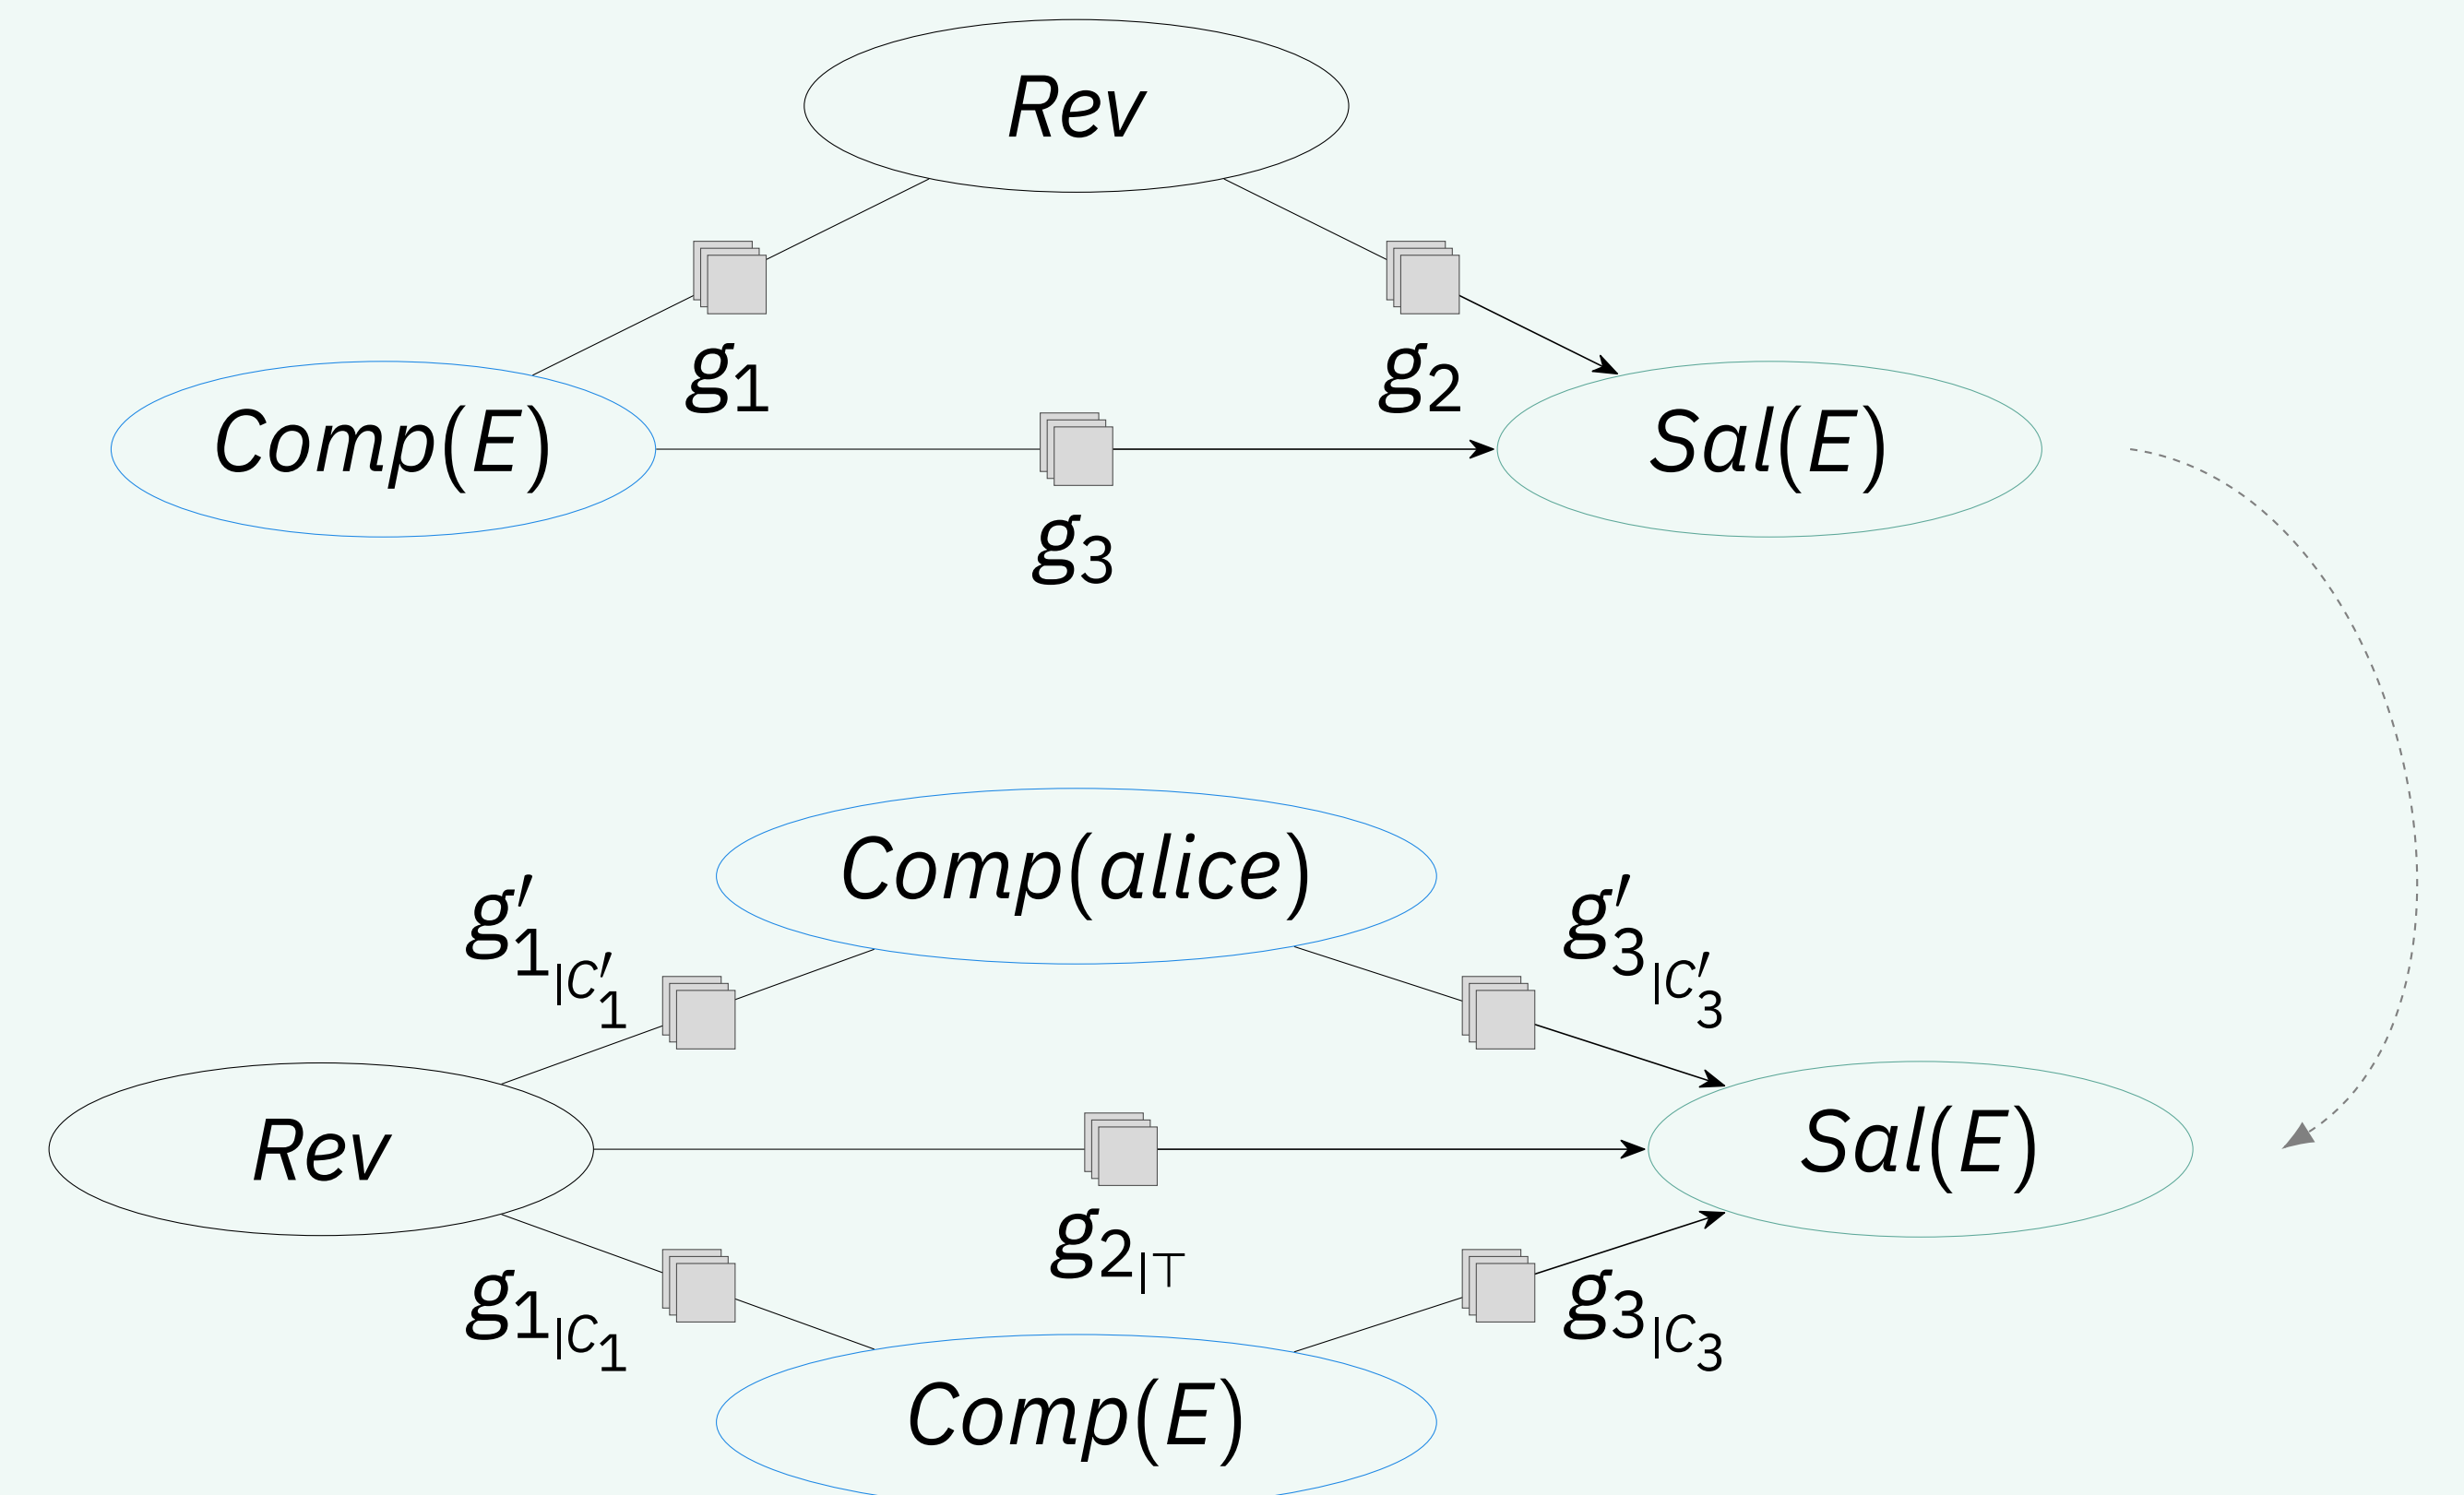 Rev
g1
g2
Comp(E)
Sal(E)
g3
Comp(alice)
g′1|C′1
g′3|C′3
Rev
Sal(E)
g2|⊤
g1|C1
g3|C3
Comp(E)